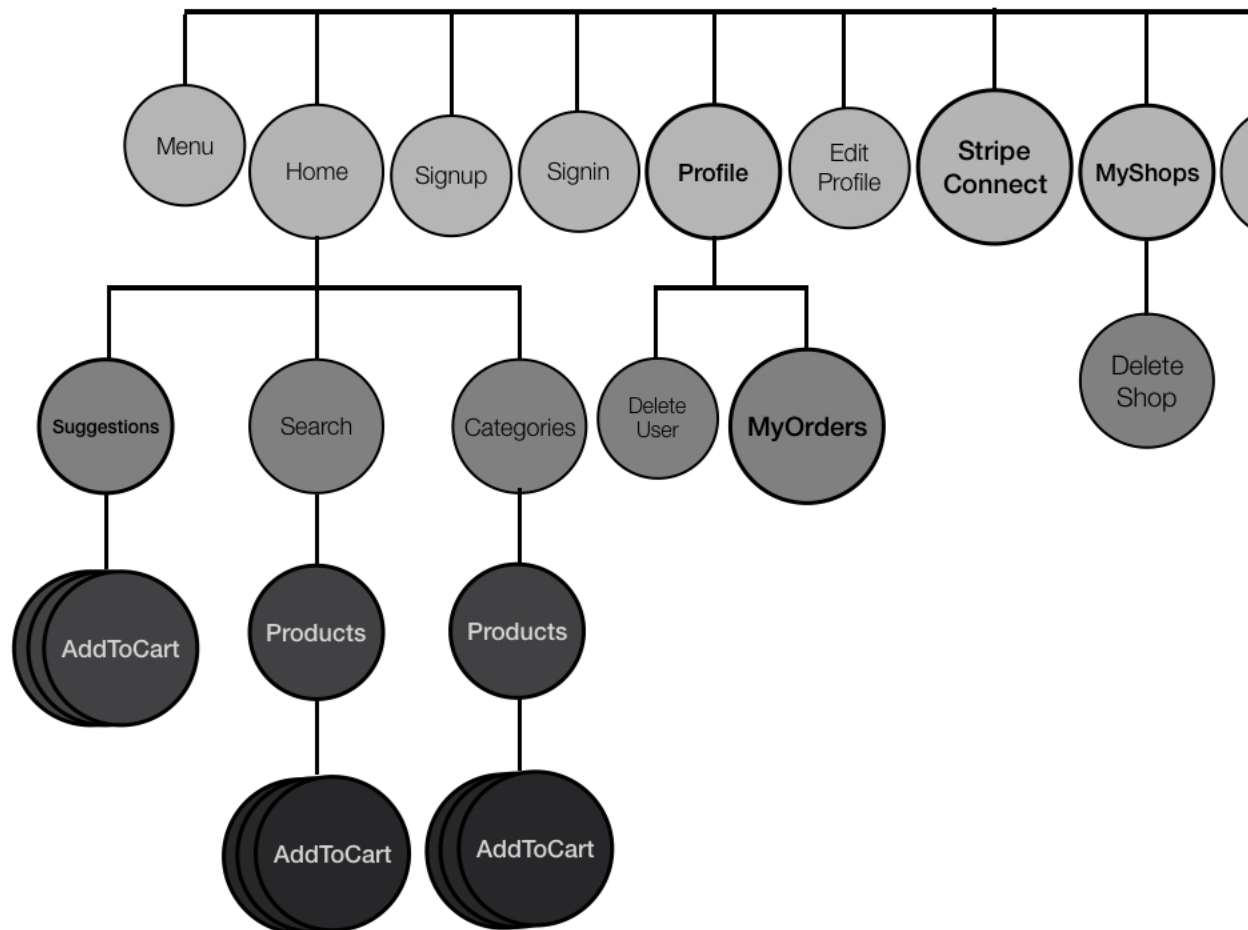 Menu
Home
Signup
Signin
Profile
Edit
Profile
Stripe
Connect
MyShops
Suggestions
Search
Categories
Delete
User
MyOrders
Delete
Shop
AddToCart
Products
Products
AddToCart
AddToCart